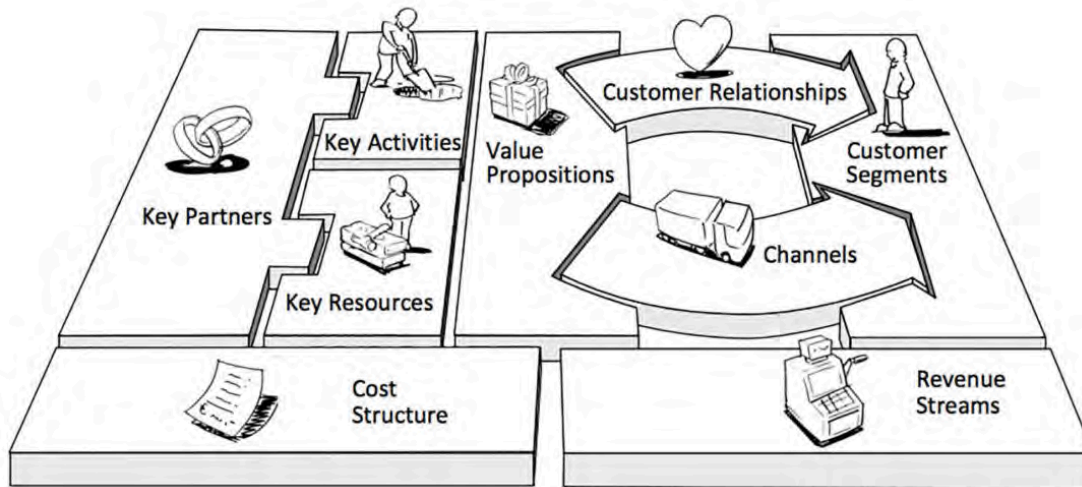 Key Partners
Key Activities
Key Resources
Value
Propositions
Customer Relationships
Channels
Customer
Segments
Cost
Structure
Revenue
Streams